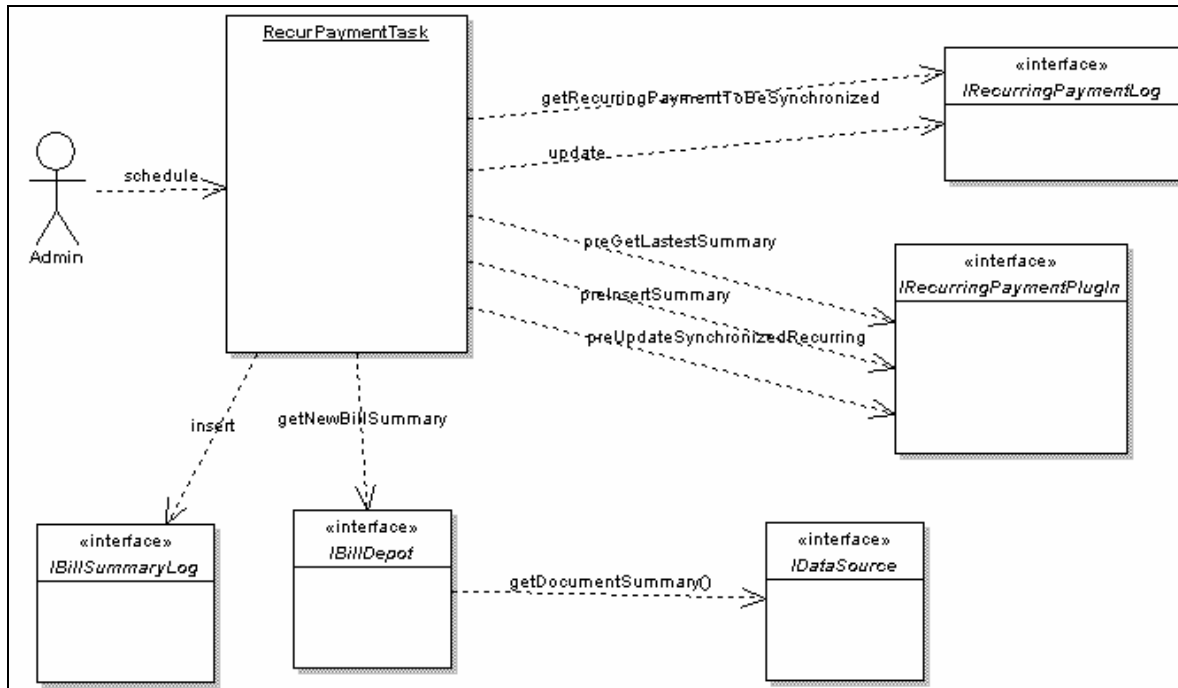 RecurPaymentTask
«interface»
IRecurringPaymentLog
getRecurringPaymentToBeSynchronized
update
schedule
Admin
preGetLastestSummary
«interface»
IRecurringPaymentPlugIn
preInsertSummary
preUpdateSynchronizedRecurring
insert
getNewBillSummary
«interface»
IBillSummaryLog
«interface»
IBillDepot
getDocumentSummary()
«interface»
IDataSource